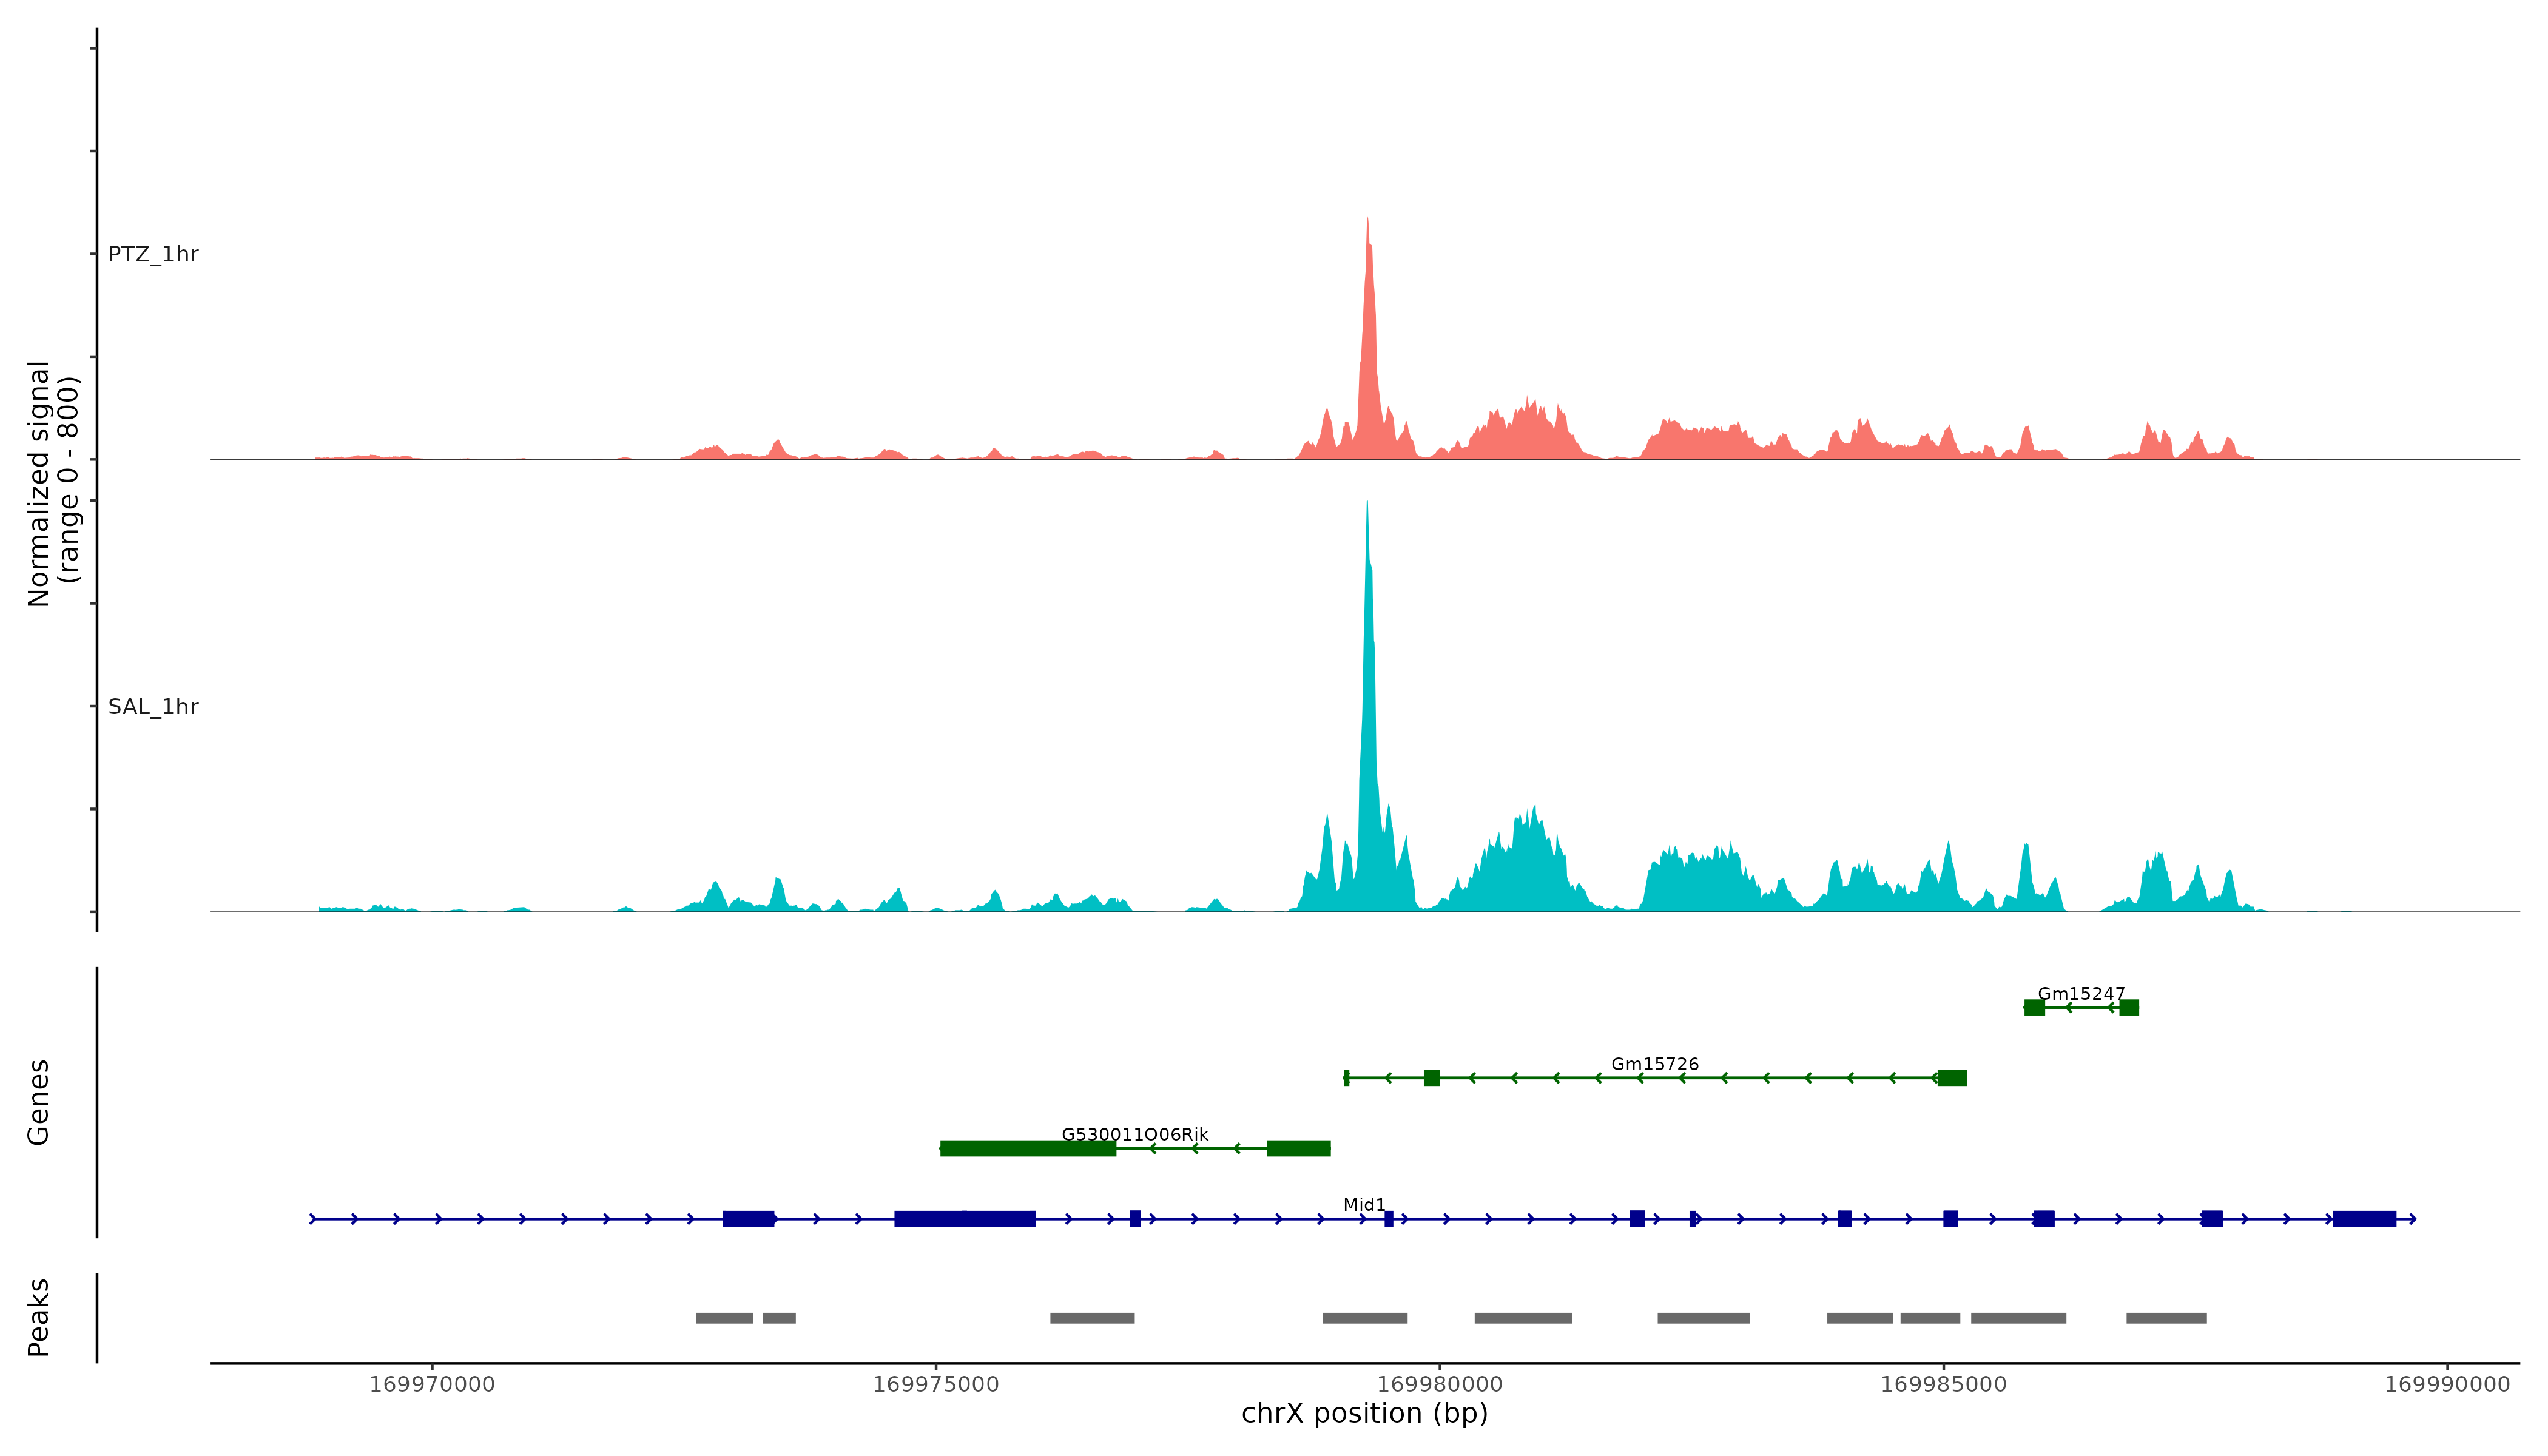 PTZ_1hr
Normalized signal
(range 0 - 800)
SAL_1hr
Genes
Gm15247
Gm15726
G530011O06Rik
Mid1
Peaks
169970000
169975000
169980000
169985000
169990000
chrX position (bp)